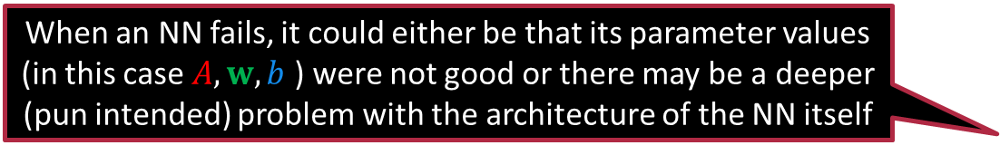 When an NN fails, it could either be that its parameter values
(in this case A, w, b ) were not good or there may be a deeper
(pun intended) problem with the architecture of the NN itself